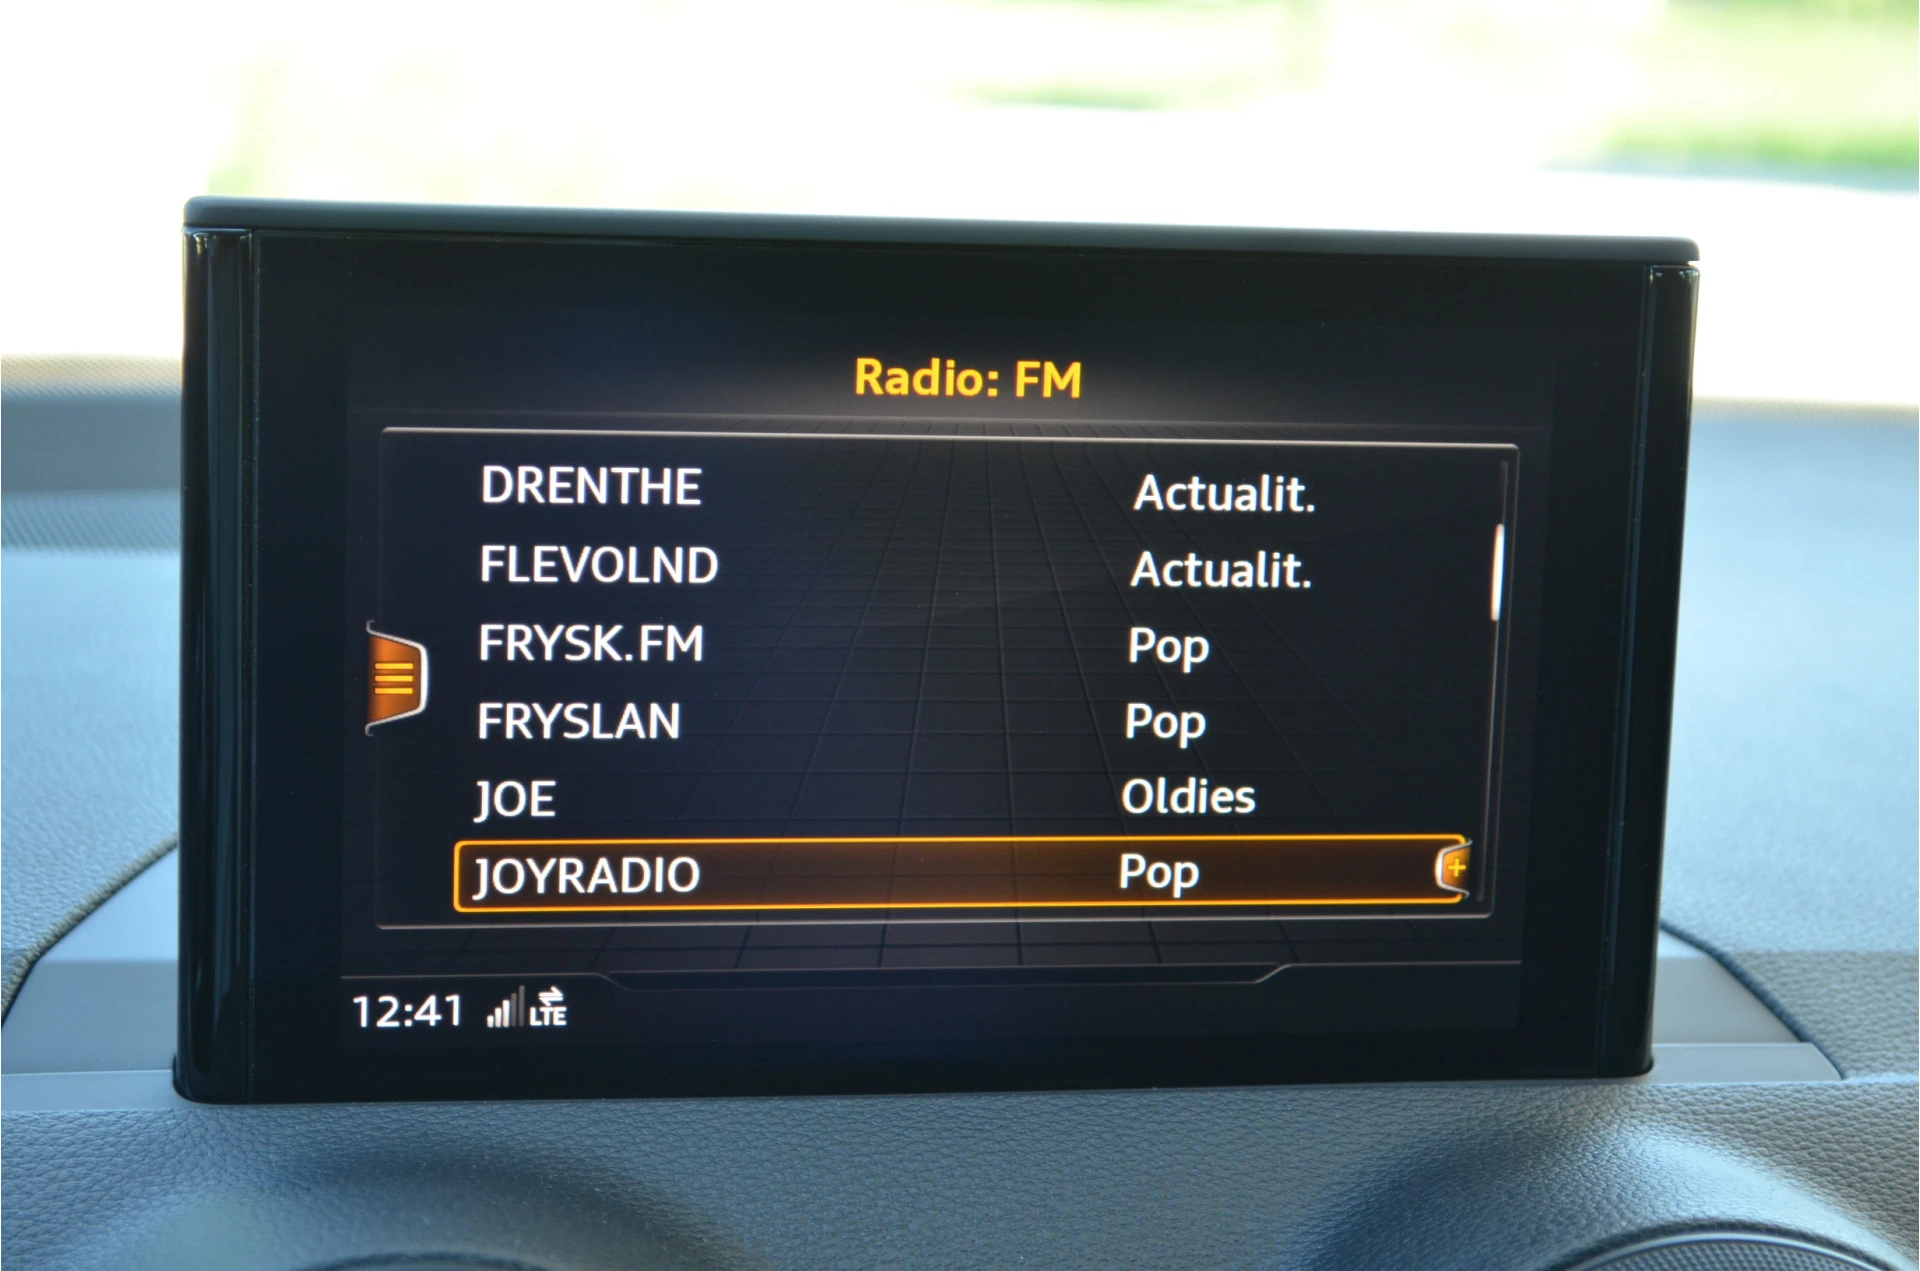 Radio: FM
DRENTHE Actualit.
FLEVOLND Actualit.
FRYSK.FM Pop
FRYSLAN Pop
JOE Oldies
JOYRADIO Pop
12:41 LTE